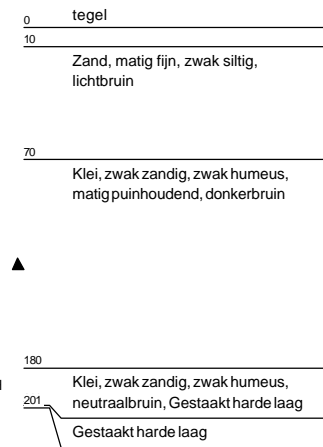 0
tegel
10
Zand, matig fijn, zwak siltig,
lichtbruin
70
Klei, zwak zandig, zwak humeus,
matig puinhoudend, donkerbruin
180
Klei, zwak zandig, zwak humeus,
neutraalbruin, Gestaakt harde laag
201
Gestaakt harde laag